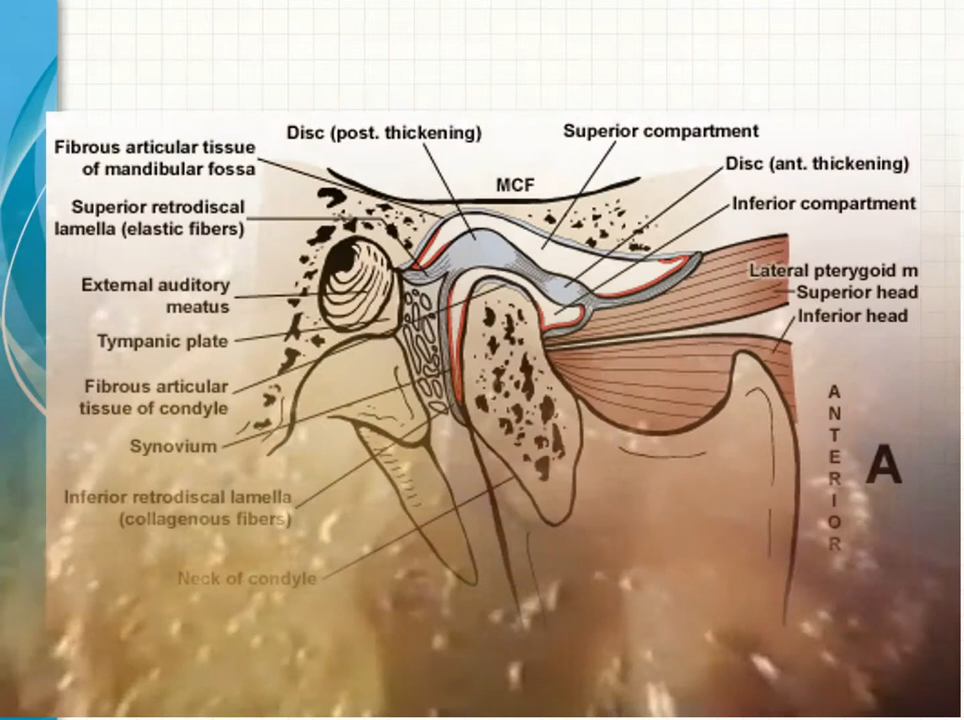 Disc (post. thickening)
Superior compartment
Fibrous articular tissue
of mandibular fossa
Disc (ant. thickening)
MCF
Superior retrodiscal
lamella (elastic fibers)
Inferior compartment
Lateral pterygoid m
Superior head
Inferior head
External auditory
meatus
Tympanic plate
Fibrous articular
tissue of condyle
Synovium
Inferior retrodiscal lamella
(collagenous fibers)
Neck of condyle
ANTERIOR
A